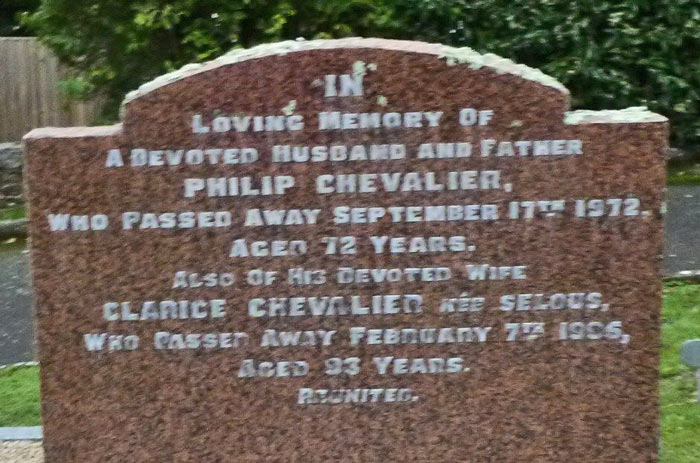 IN
LOVING MEMORY OF
A DEVOTED HUSBAND AND FATHER
PHILIP CHEVALIER,
WHO PASSED AWAY SEPTEMBER 17TH 1972,
AGED 72 YEARS.
ALSO OF HIS DEVOTED WIFE
CLARICE CHEVALIER NÉE SELOUS,
WHO PASSED AWAY FEBRUARY 7TH
AGED 93 YEARS.
REUNITED.